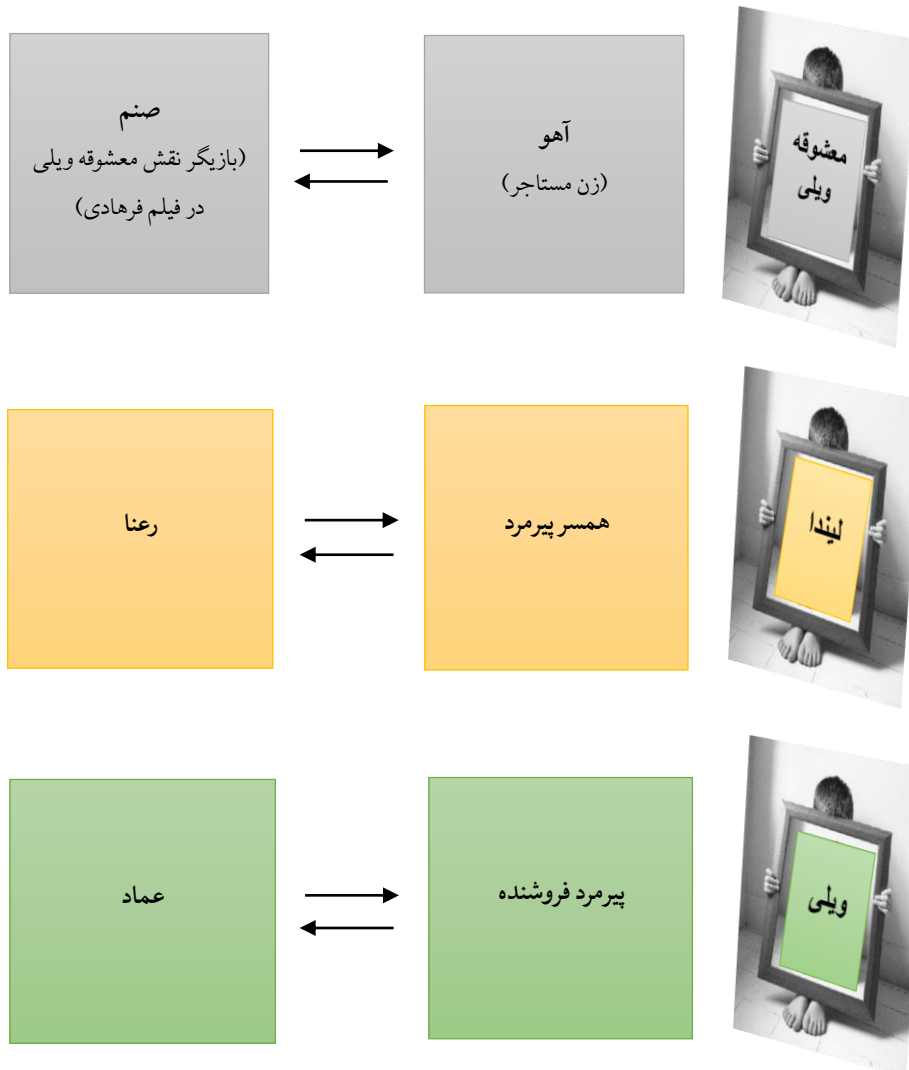 معشوقه
ویلی
آهو
(زن مستاجر)
صنم
(بازیگر نقش معشوقه ویلی
در فیلم فرهادی)
لیندا
همسر پیرمرد
رعنا
ویلی
پیرمرد فروشنده
عماد